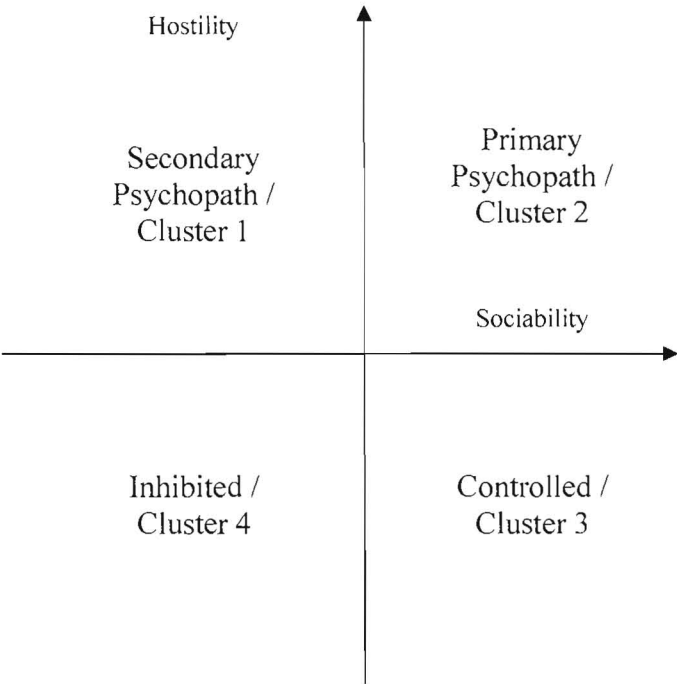 Hostility
Secondary
Psychopath /
Cluster 1
Primary
Psychopath /
Cluster 2
Sociability
Inhibited /
Cluster 4
Controlled /
Cluster 3